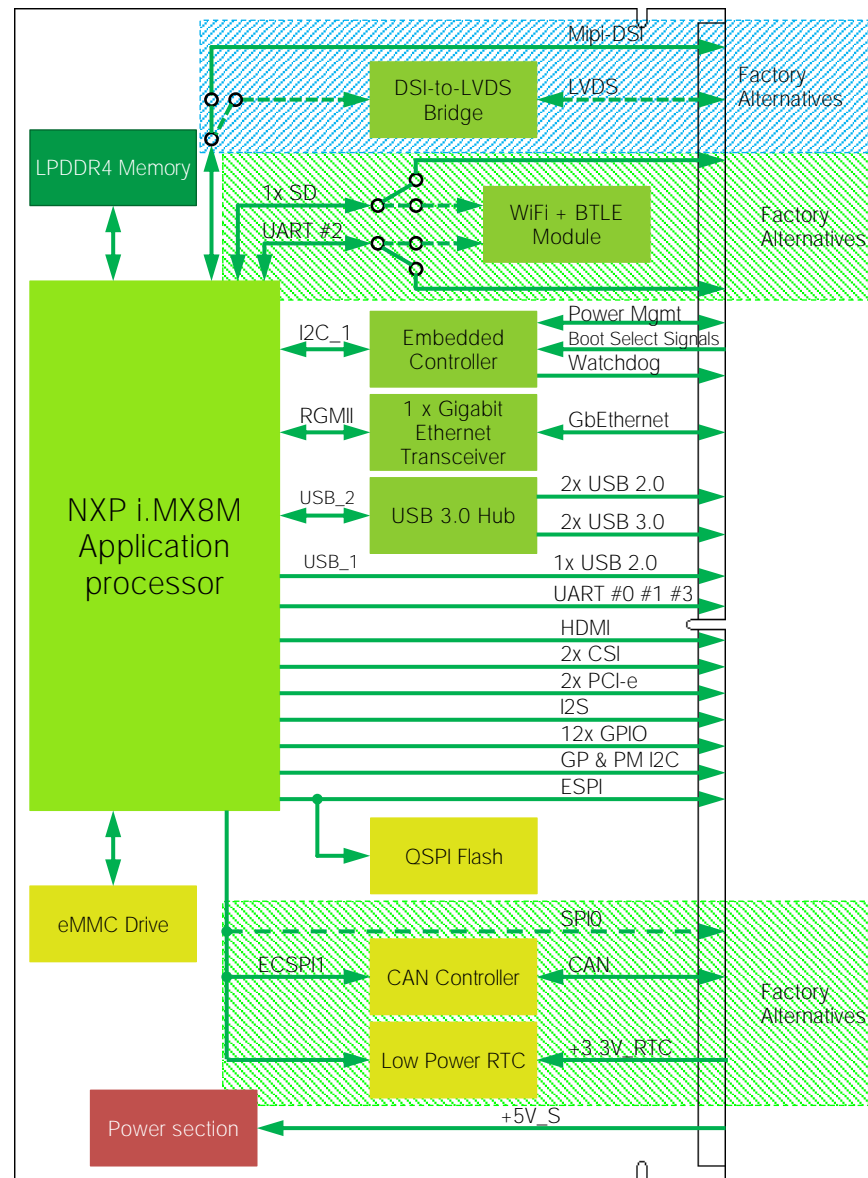 Mipi-DSI
DSI-to-LVDS
Bridge
LVDS
Factory
Alternatives
LPDDR4 Memory
1x SD
UART #2
WiFi + BTLE
Module
Factory
Alternatives
I2C_1
Embedded
Controller
Power Mgmt
Boot Select Signals
Watchdog
RGMII
1 x Gigabit
Ethernet
Transceiver
GbEthernet
NXP i.MX8M
Application
processor
USB_2
USB 3.0 Hub
2x USB 2.0
2x USB 3.0
USB_1
1x USB 2.0
UART #0 #1 #3
HDMI
2x CSI
2x PCI-e
I2S
12x GPIO
GP & PM I2C
ESPI
QSPI Flash
eMMC Drive
SPI0
ECSPI1
CAN Controller
CAN
Factory
Alternatives
Low Power RTC
+3.3V_RTC
Power section
+5V_S